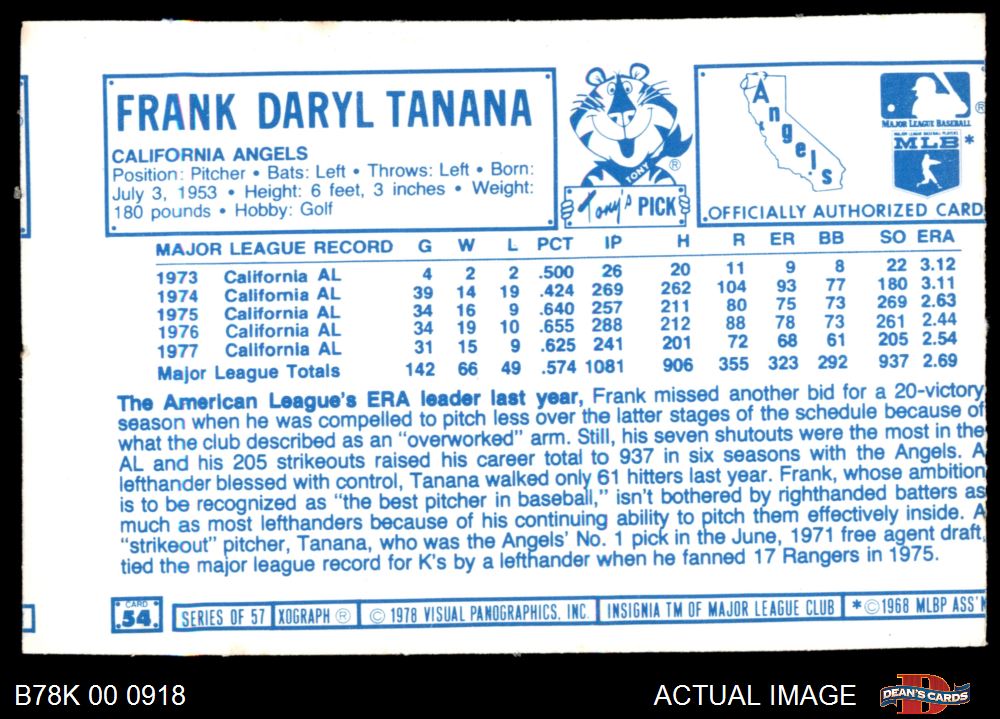 FRANK DARYL TANANA
CALIFORNIA ANGELS
Position: Pitcher • Bats: Left • Throws: Left • Born:
July 3, 1953 • Height: 6 feet, 3 inches • Weight:
180 pounds • Hobby: Golf
TONY
®
Tony's PICK
Angels
®
MAJOR LEAGUE BASEBALL
MAJOR LEAGUE BASEBALL PLAYERS
MLB *
OFFICIALLY AUTHORIZED CARD
MAJOR LEAGUE RECORD G W L PCT IP H R ER BB SO ERA
1973 California AL 4 2 2 .500 26 20 11 9 8 22 3.12
1974 California AL 39 14 19 .424 269 262 104 93 77 180 3.11
1975 California AL 34 16 9 .640 257 211 80 75 73 269 2.63
1976 California AL 34 19 10 .655 288 212 88 78 73 261 2.44
1977 California AL 31 15 9 .625 241 201 72 68 61 205 2.54
Major League Totals 142 66 49 .574 1081 906 355 323 292 937 2.69
The American League's ERA leader last year, Frank missed another bid for a 20-victory
season when he was compelled to pitch less over the latter stages of the schedule because of
what the club described as an "overworked" arm. Still, his seven shutouts were the most in the
AL and his 205 strikeouts raised his career total to 937 in six seasons with the Angels. A
lefthander blessed with control, Tanana walked only 61 hitters last year. Frank, whose ambition
is to be recognized as "the best pitcher in baseball," isn't bothered by righthanded batters as
much as most lefthanders because of his continuing ability to pitch them effectively inside. A
"strikeout" pitcher, Tanana, who was the Angels' No. 1 pick in the June, 1971 free agent draft,
tied the major league record for K's by a lefthander when he fanned 17 Rangers in 1975.
CARD
54
SERIES OF 57 XOGRAPH ® © 1978 VISUAL PANOGRAPHICS, INC. INSIGNIA TM OF MAJOR LEAGUE CLUB *©1968 MLBP ASS'N
B78K 00 0918
ACTUAL IMAGE
D
DEAN'S CARDS